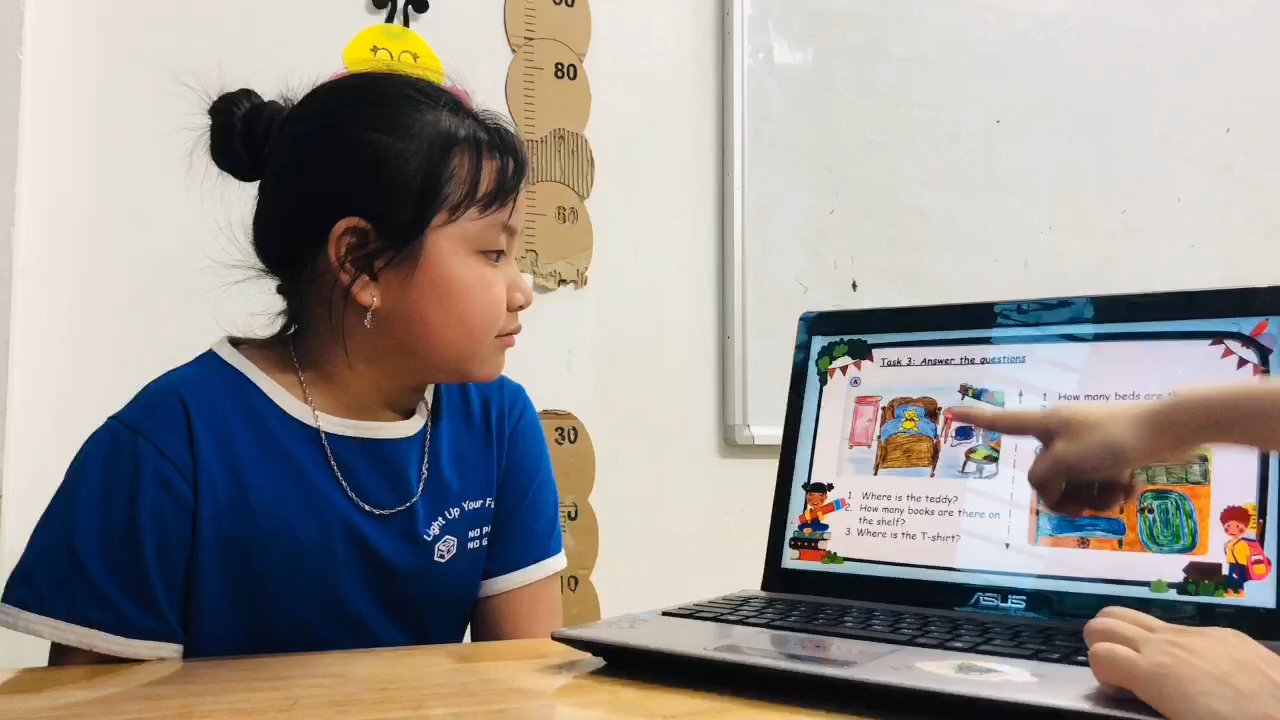 80
60
30
10
Light Up Your
NO
NO
Task 3: Answer the questions
A
1. Where is the teddy?
2. How many books are there on
the shelf?
3. Where is the T-shirt?
1. How many beds are
ASUS